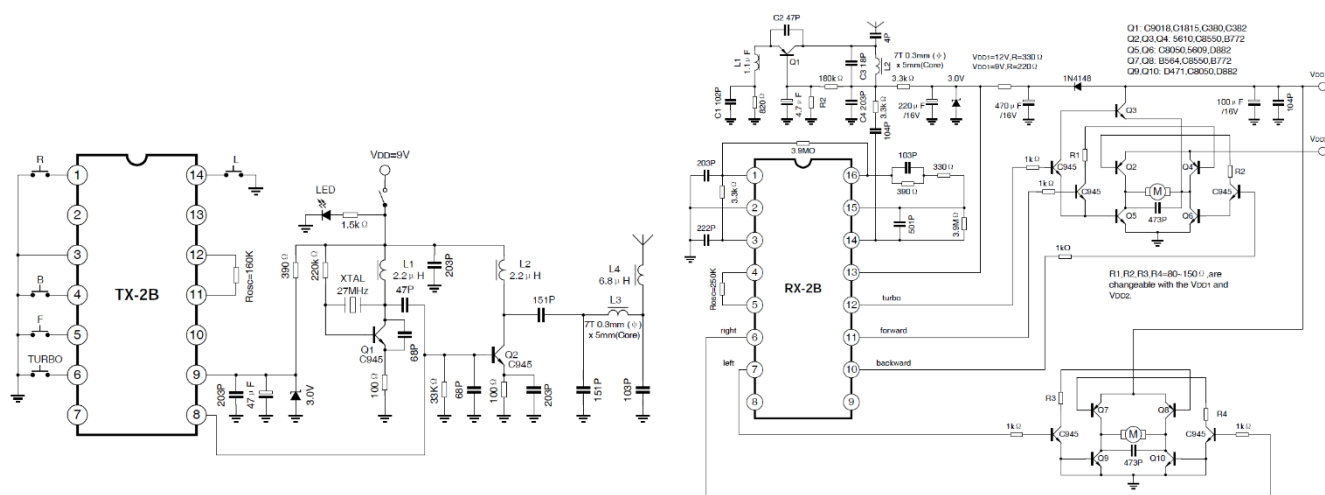 R
L
1
14
2
13
3
12
Rosc=160K
B
4
11
F
5
10
TURBO
6
9
7
8
TX-2B
203P
47μF
3.0V
VDD=9V
LED
1.5kΩ
390Ω
220kΩ
XTAL
27MHz
L1
2.2μH
203P
L2
2.2μH
47P
151P
L4
6.8μH
L3
7T 0.3mm (ϕ)
x 5mm(Core)
Q1
C945
68P
Q2
C945
100Ω
33KΩ
68P
100Ω
203P
151P
103P
C2 47P
4P
L1
1.1μF
Q1
C3 18P
L2
7T 0.3mm (ϕ)
x 5mm(Core)
VDD1=12V,R=330Ω
VDD1=9V,R=220Ω
Q1: C9018,C1815,C380,C382
Q2,Q3,Q4: 5610,C8550,B772
Q5,Q6: C8050,5609,D882
Q7,Q8: B564,C8550,B772
Q9,Q10: D471,C8050,D882
C1 102P
820Ω
4.7μF
R2
180kΩ
C4 203P
3.3kΩ
3.3kΩ
104P
220μF
/16V
3.0V
470μF
/16V
1N4148
100μF
/16V
104P
VDD2
3.9MΩ
203P
222P
3.3kΩ
1
16
2
15
3
14
4
13
5
12
6
11
7
10
8
9
RX-2B
Rosc=250K
right
left
103P
390Ω
330Ω
501P
3.9MΩ
turbo
forward
backward
1kΩ
1kΩ
1kΩ
C945
C945
R1
Q3
Q2
Q4
M
473P
Q5
Q6
R2
C945
R1,R2,R3,R4=80~150Ω,are
changeable with the VDD1 and
VDD2.
1kΩ
R3
C945
Q7
Q8
M
473P
Q9
Q10
R4
C945
1kΩ